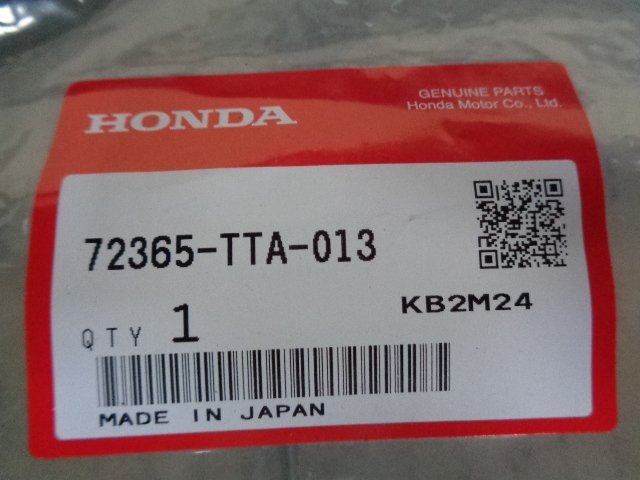 HONDA
GENUINE PARTS
Honda Motor Co., Ltd.
72365-TTA-013
KB2M24
QTY 1
MADE IN JAPAN